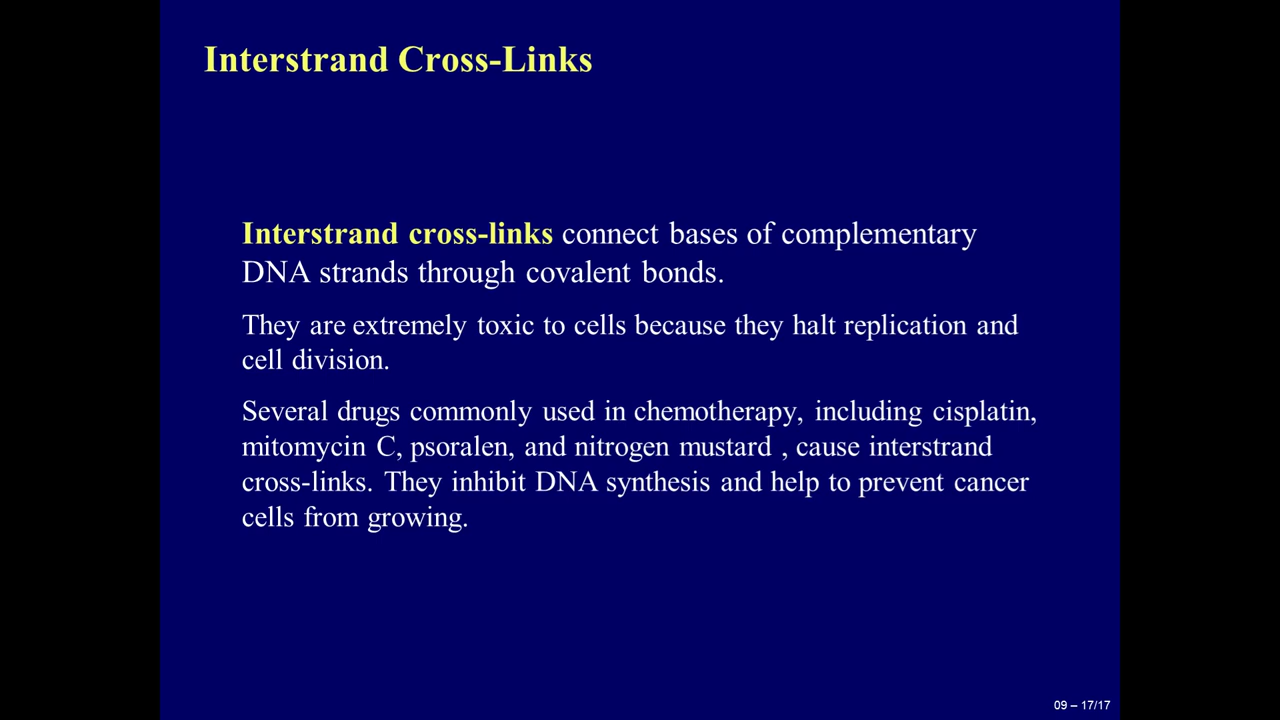 Interstrand Cross-Links
Interstrand cross-links connect bases of complementary
DNA strands through covalent bonds.
They are extremely toxic to cells because they halt replication and
cell division.
Several drugs commonly used in chemotherapy, including cisplatin,
mitomycin C, psoralen, and nitrogen mustard , cause interstrand
cross-links. They inhibit DNA synthesis and help to prevent cancer
cells from growing.
09 – 17/17